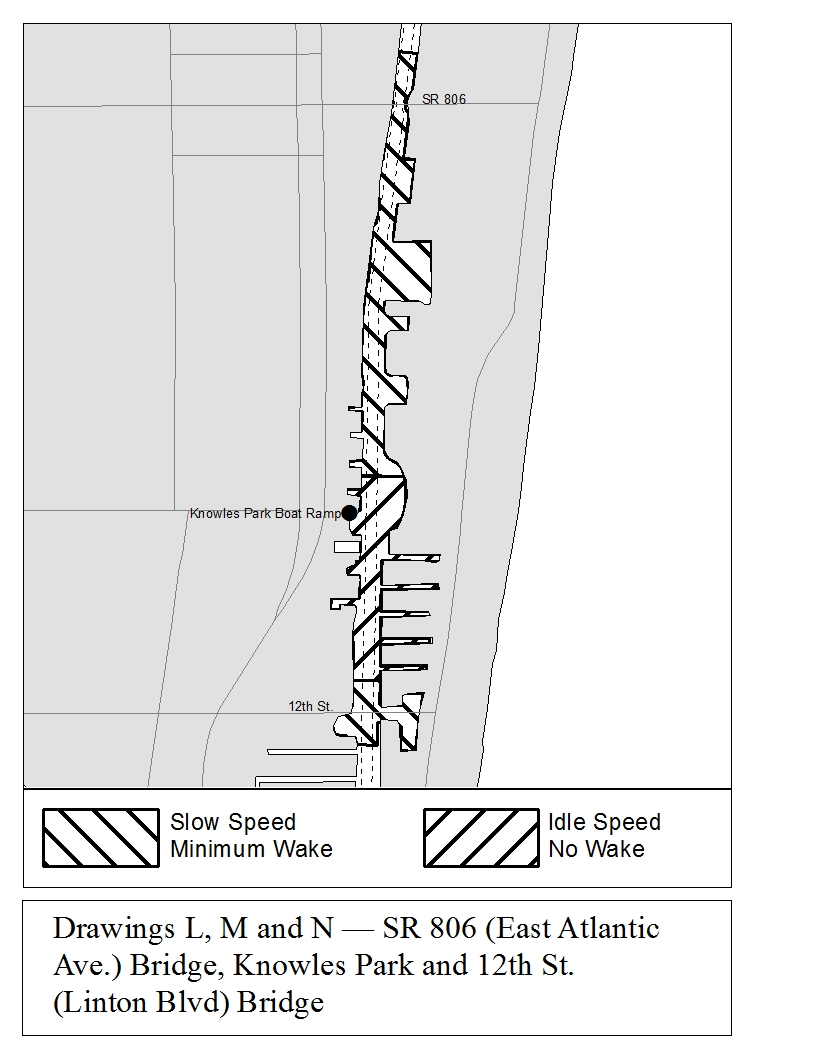 SR 806
Knowles Park Boat Ramp
12th St.
Slow Speed
Minimum Wake
Idle Speed
No Wake
Drawings L, M and N — SR 806 (East Atlantic
Ave.) Bridge, Knowles Park and 12th St.
(Linton Blvd) Bridge